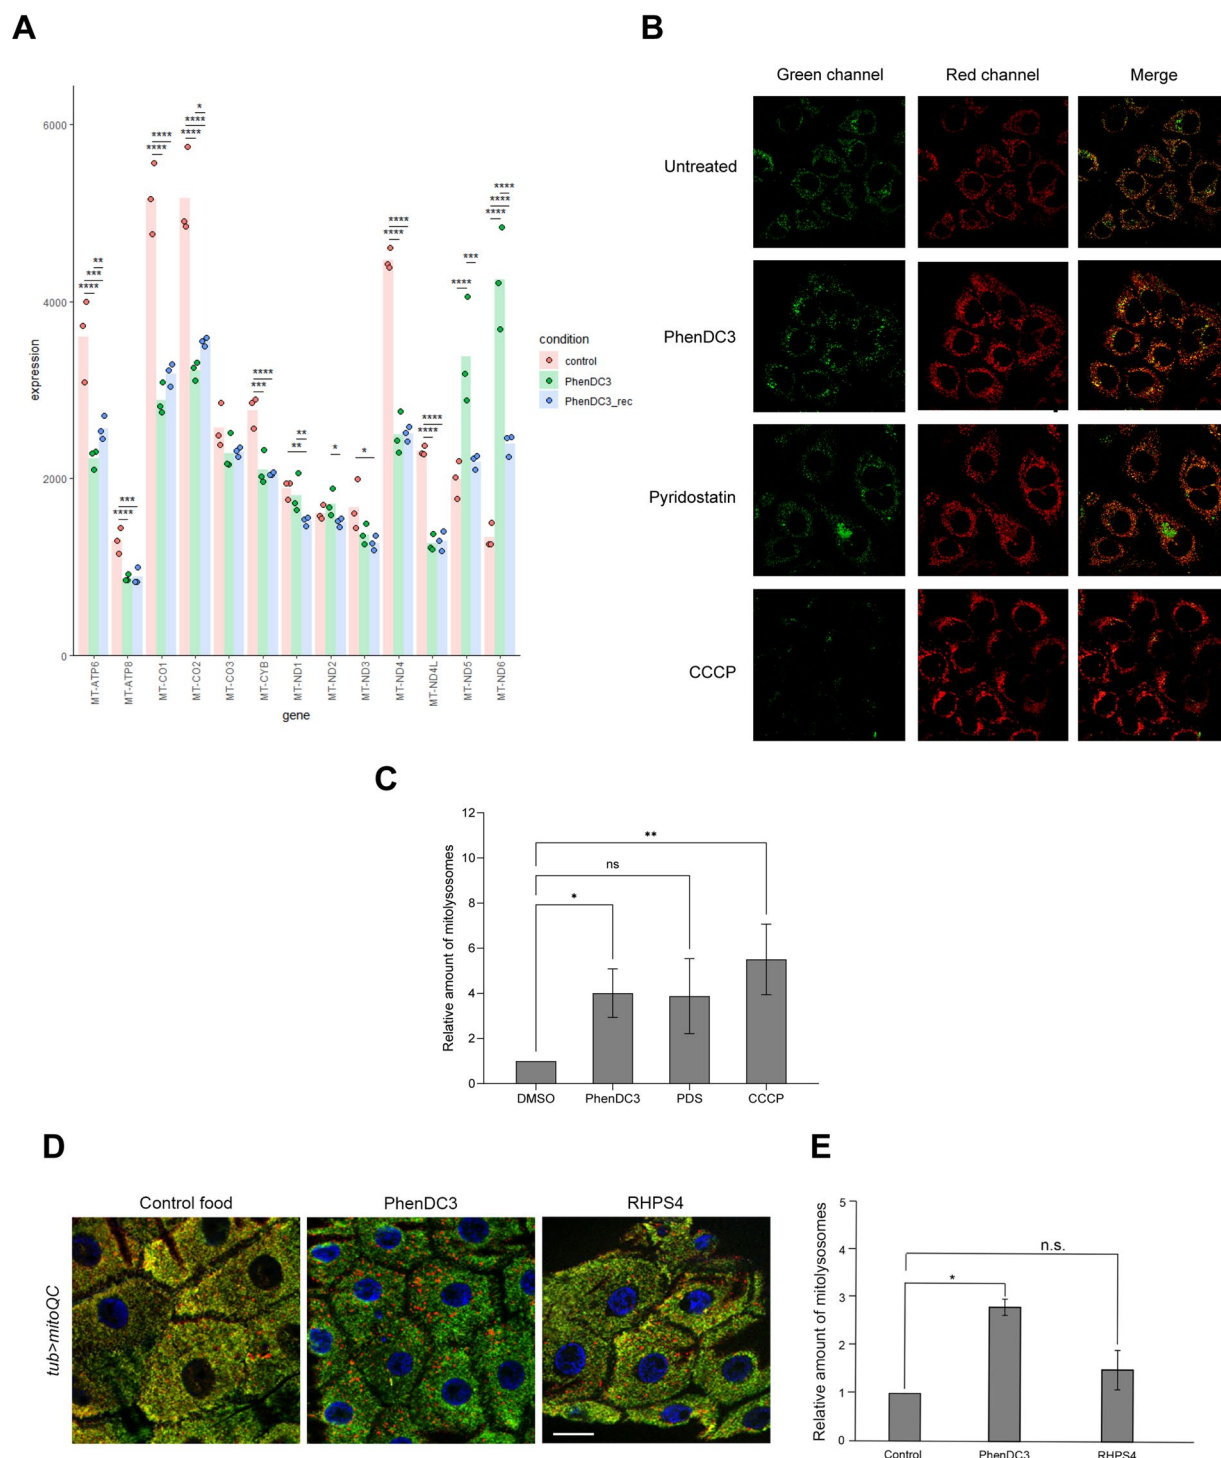 A
6000
4000
2000
0
expression
**** *** **
**** ***
**** ****
**** **** *
*** ****
** **
*
*
**** ****
**** ****
**** ***
**** **** ****
MT-ATP6
MT-ATP8
MT-CO1
MT-CO2
MT-CO3
MT-CYB
MT-ND1
MT-ND2
MT-ND3
MT-ND4
MT-ND4L
MT-ND5
MT-ND6
gene
condition
control
PhenDC3
PhenDC3_rec
B
Green channel Red channel Merge
Untreated
PhenDC3
Pyridostatin
CCCP
C
Relative amount of mitolysosomes
12
10
8
6
4
2
0
**
ns
*
DMSO PhenDC3 PDS CCCP
D
Control food PhenDC3 RHPS4
tub>mitoQC
E
Relative amount of mitolysosomes
5
4
3
2
1
0
n.s.
*
Control PhenDC3 RHPS4